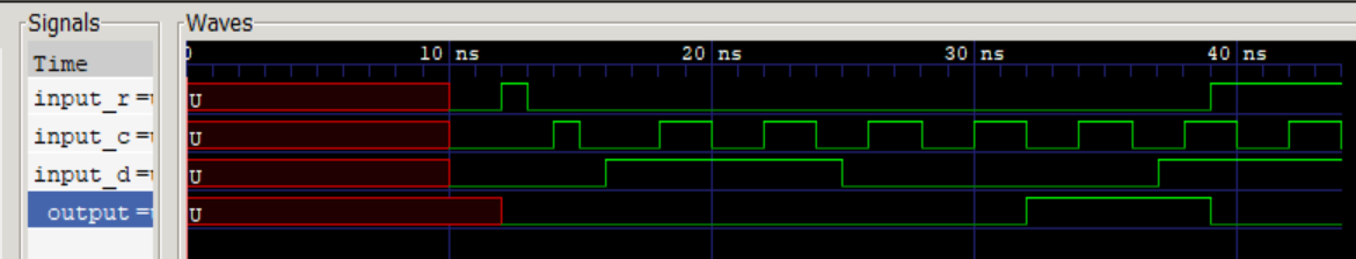 Signals Waves
Time 0 10 ns 20 ns 30 ns 40 ns
input_r = U
input_c = U
input_d = U
output = U